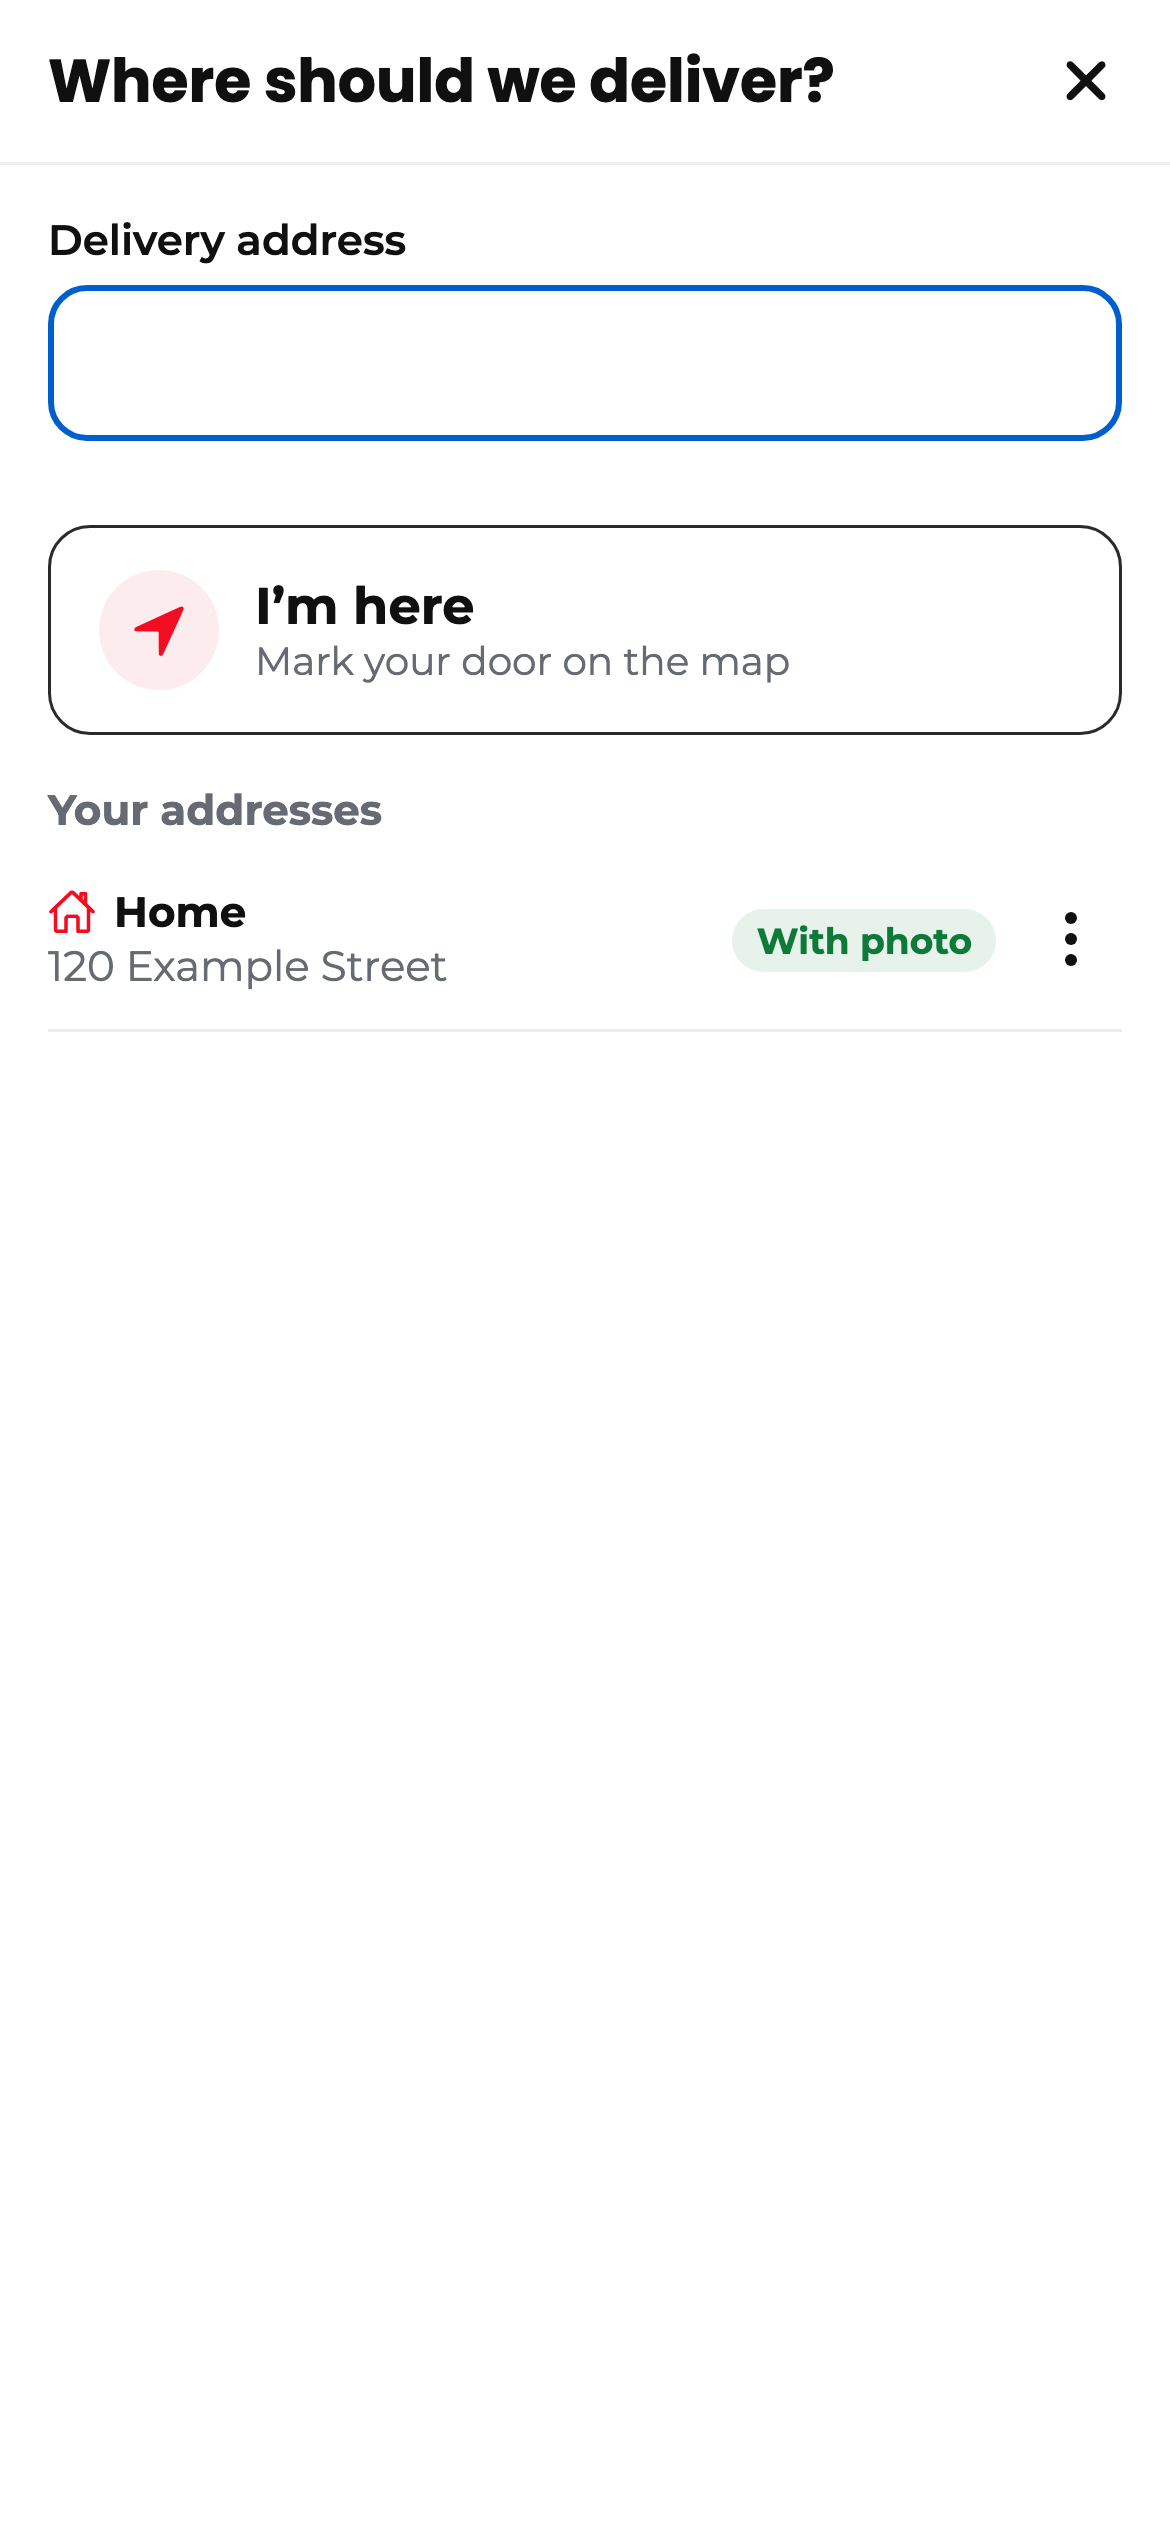 Where should we deliver?
Delivery address
I’m here
Mark your door on the map
Your addresses
Home
120 Example Street
With photo